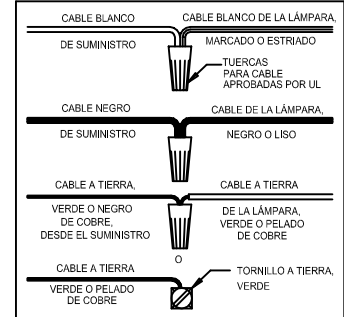 CABLE BLANCO
CABLE BLANCO DE LA LÁMPARA,
DE SUMINISTRO
MARCADO O ESTRIADO
TUERCAS
PARA CABLE
APROBADAS POR UL
CABLE NEGRO
CABLE DE LA LÁMPARA,
DE SUMINISTRO
NEGRO O LISO
CABLE A TIERRA,
CABLE A TIERRA
VERDE O NEGRO
DE COBRE,
DESDE EL SUMINISTRO
DE LA LÁMPARA,
VERDE O PELADO
DE COBRE
O
CABLE A TIERRA
TORNILLO A TIERRA,
VERDE
VERDE O PELADO
DE COBRE